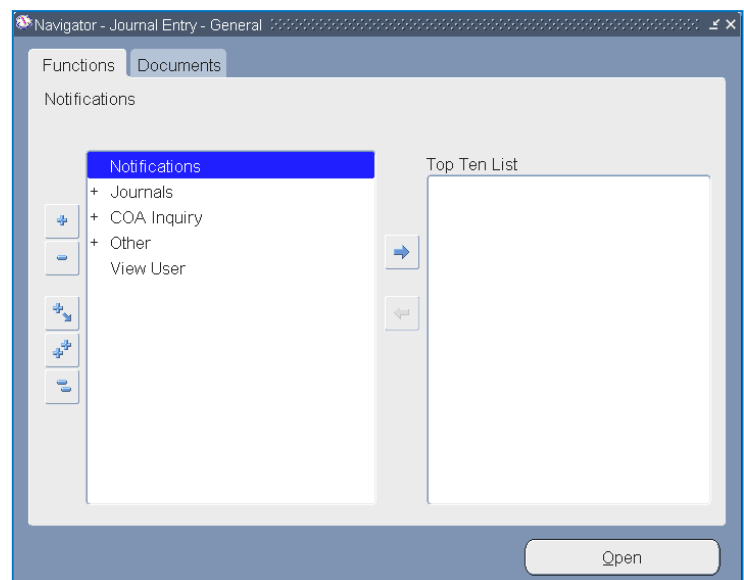 Navigator - Journal Entry - General
Functions Documents
Notifications
Notifications
+ Journals
+ COA Inquiry
+ Other
View User
Top Ten List
Open